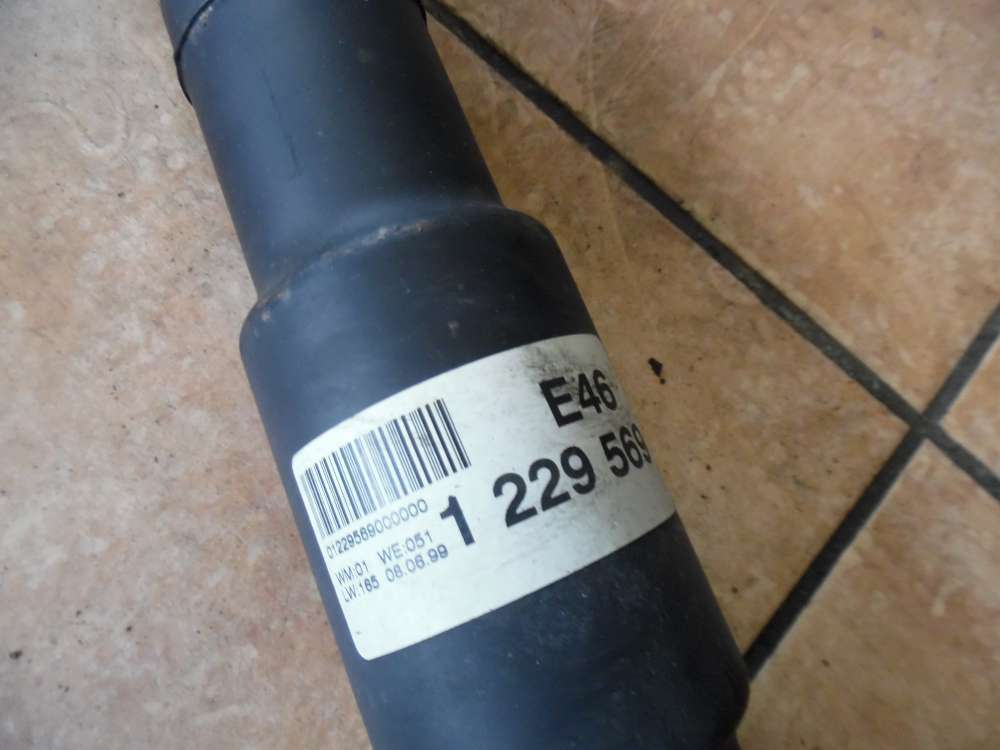 E46
1 229 569
01229569000000
WM:01 WE:051
LW:165 08.06.99